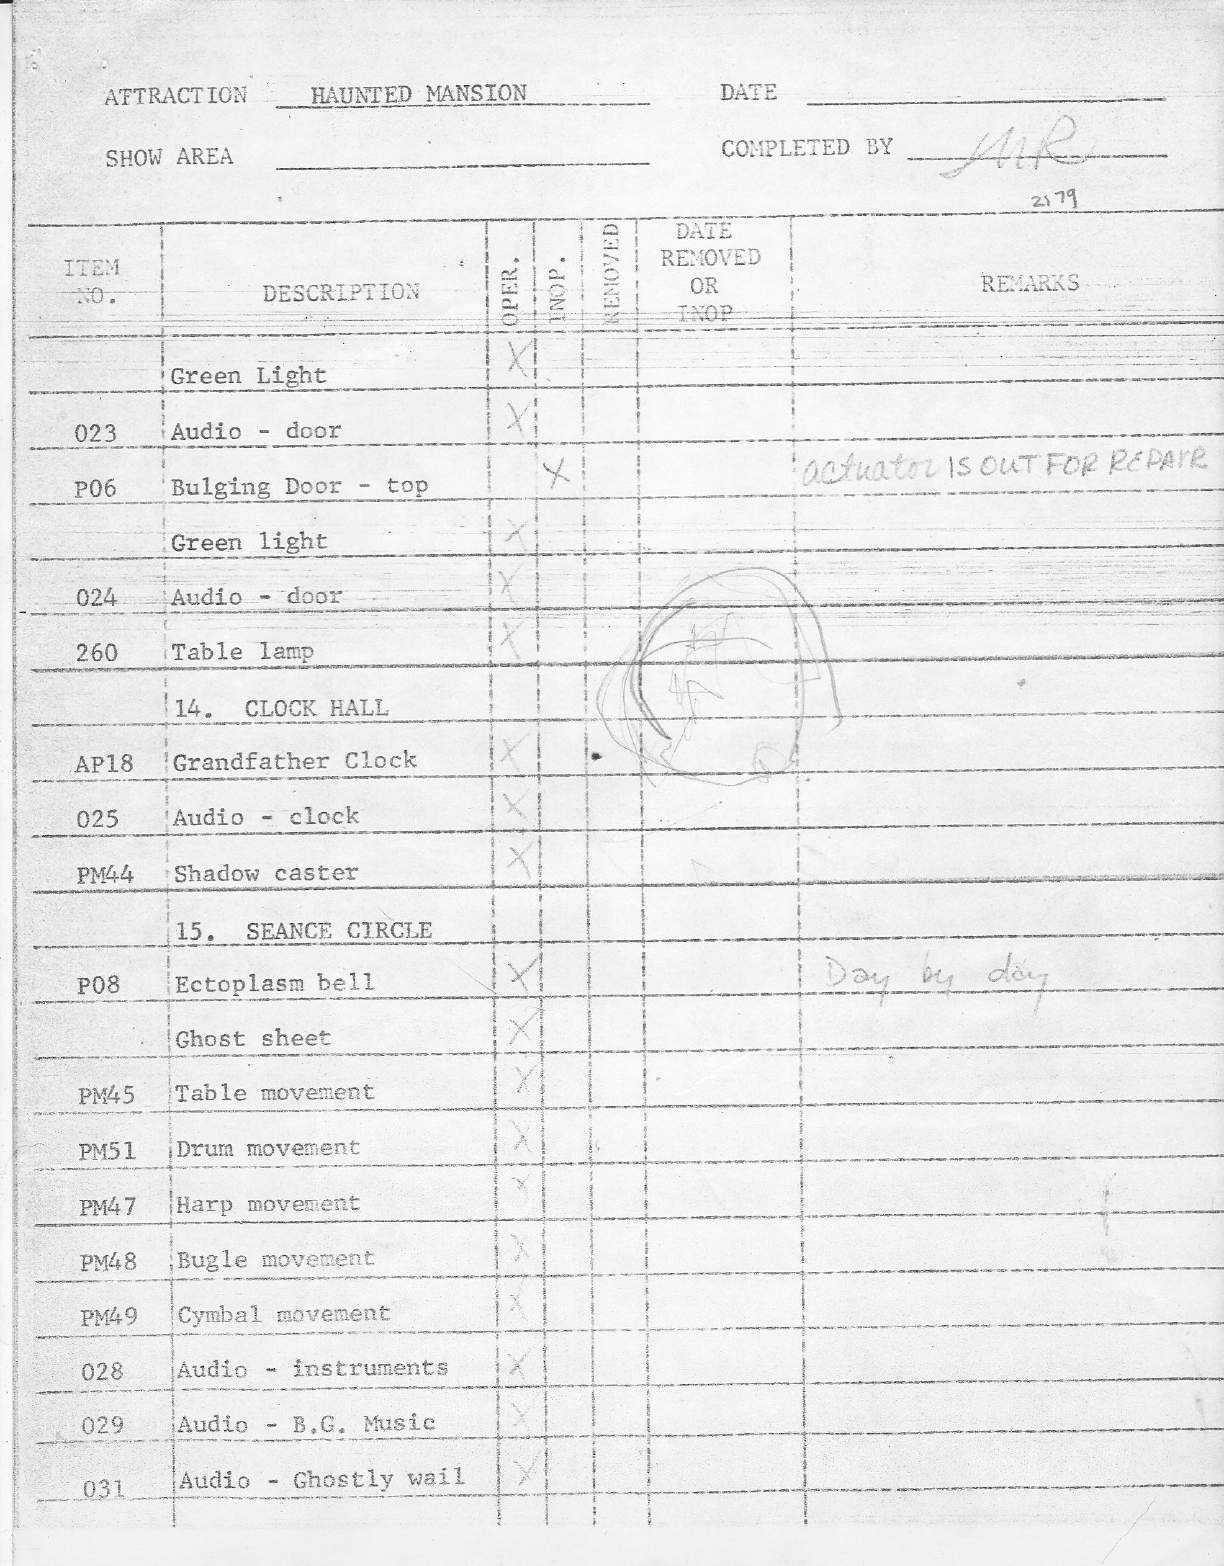 ATTRACTION HAUNTED MANSION DATE
SHOW AREA COMPLETED BY MR
2179
ITEM NO. DESCRIPTION OPER. INOP. REMOVED DATE REMOVED OR INOP REMARKS
Green Light X
023 Audio - door X
P06 Bulging Door - top X actuator IS OUT FOR REPAIR
Green light X
024 Audio - door X
260 Table lamp X
14. CLOCK HALL
AP18 Grandfather Clock X
025 Audio - clock X
PM44 Shadow caster X
15. SEANCE CIRCLE
P08 Ectoplasm bell X Day by day
Ghost sheet X
PM45 Table movement X
PM51 Drum movement X
PM47 Harp movement X
PM48 Bugle movement X
PM49 Cymbal movement X
028 Audio - instruments X
029 Audio - B.G. Music X
031 Audio - Ghostly wail X